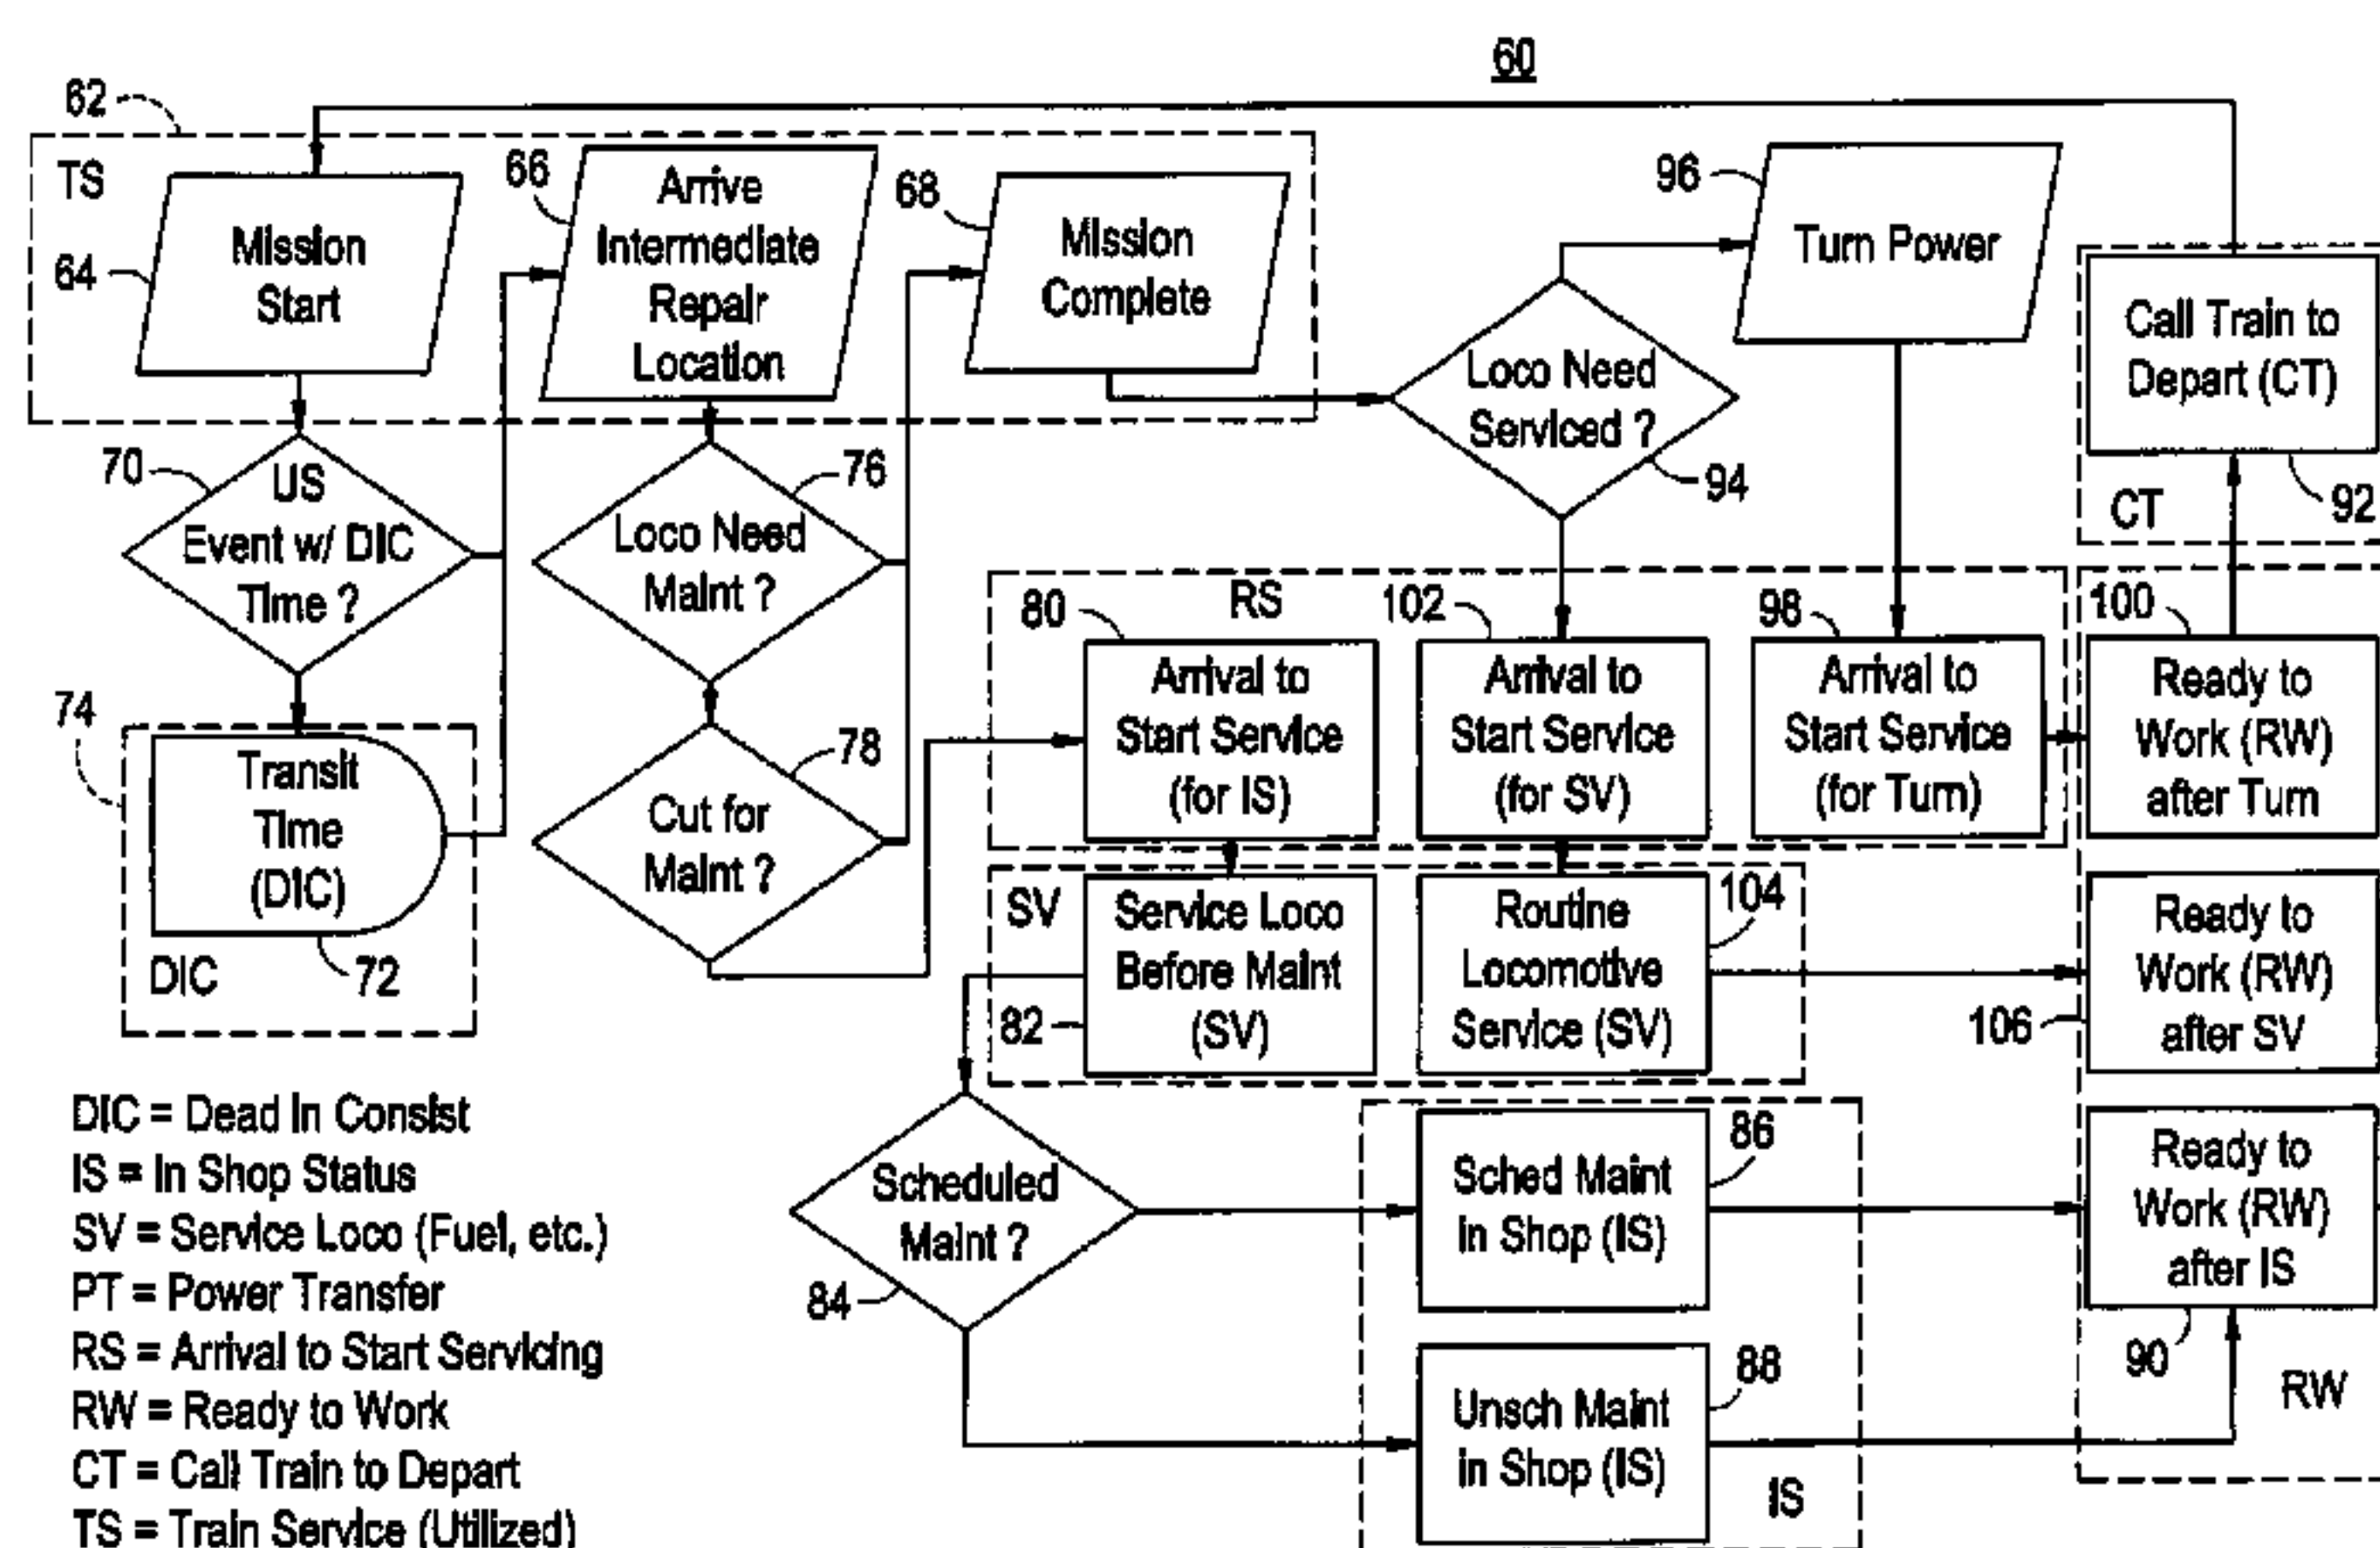 60
62
TS
64
Mission
Start
66
Arrive
Intermediate
Repair
Location
68
Mission
Complete
96
Turn Power
Loco Need
Serviced ?
94
Call Train to
Depart (CT)
CT
92
70
US
Event w/ DIC
Time ?
76
Loco Need
Maint ?
74
Transit
Time
(DIC)
DIC
72
78
Cut for
Maint ?
RS
80
Arrival to
Start Service
(for IS)
102
Arrival to
Start Service
(for SV)
98
Arrival to
Start Service
(for Turn)
100
Ready to
Work (RW)
after Turn
SV
82
Service Loco
Before Maint
(SV)
104
Routine
Locomotive
Service (SV)
106
Ready to
Work (RW)
after SV
Scheduled
Maint ?
84
86
Sched Maint
in Shop (IS)
88
Unsch Maint
in Shop (IS)
IS
Ready to
Work (RW)
after IS
90
RW
DIC = Dead In Consist
IS = In Shop Status
SV = Service Loco (Fuel, etc.)
PT = Power Transfer
RS = Arrival to Start Servicing
RW = Ready to Work
CT = Call Train to Depart
TS = Train Service (Utilized)